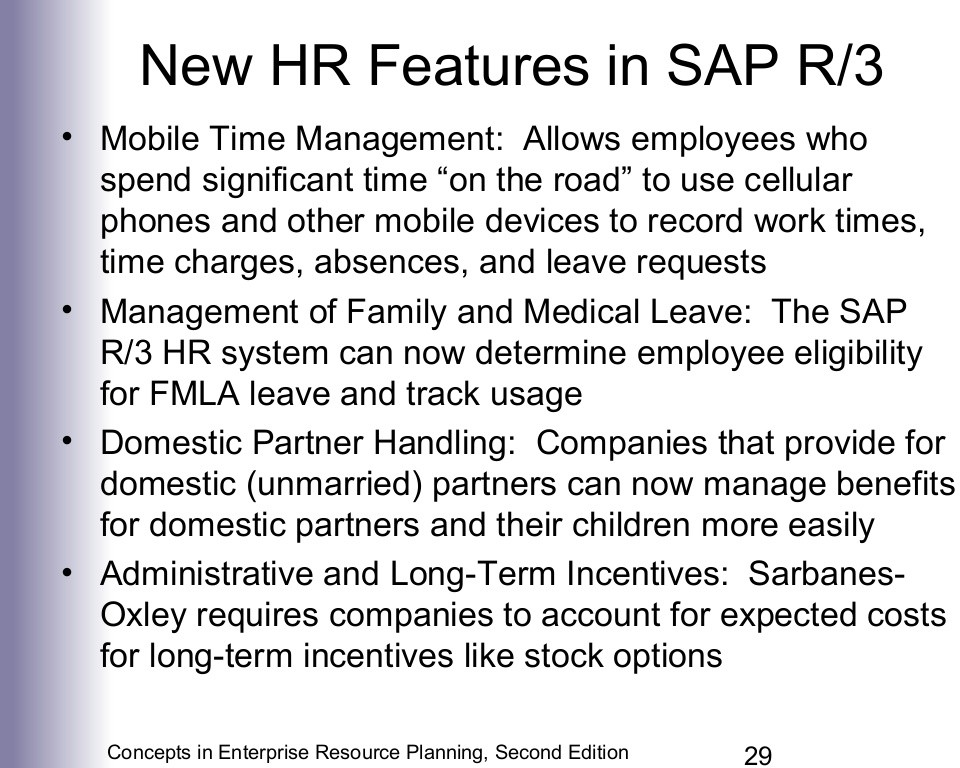 New HR Features in SAP R/3
• Mobile Time Management:  Allows employees who
spend significant time “on the road” to use cellular
phones and other mobile devices to record work times,
time charges, absences, and leave requests
• Management of Family and Medical Leave:  The SAP
R/3 HR system can now determine employee eligibility
for FMLA leave and track usage
• Domestic Partner Handling:  Companies that provide for
domestic (unmarried) partners can now manage benefits
for domestic partners and their children more easily
• Administrative and Long-Term Incentives:  Sarbanes-
Oxley requires companies to account for expected costs
for long-term incentives like stock options
Concepts in Enterprise Resource Planning, Second Edition
29